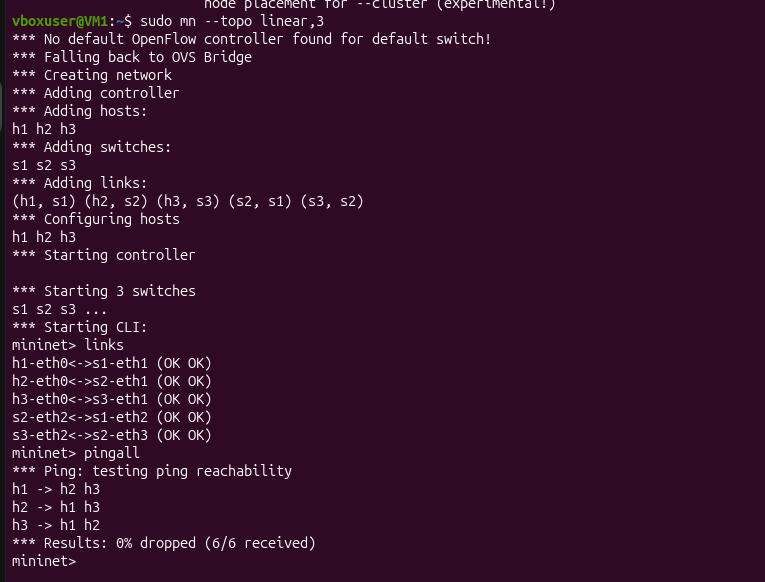 node placement for --cluster (experimental!)
vboxuser@VM1:~$ sudo mn --topo linear,3
*** No default OpenFlow controller found for default switch!
*** Falling back to OVS Bridge
*** Creating network
*** Adding controller
*** Adding hosts:
h1 h2 h3
*** Adding switches:
s1 s2 s3
*** Adding links:
(h1, s1) (h2, s2) (h3, s3) (s2, s1) (s3, s2)
*** Configuring hosts
h1 h2 h3
*** Starting controller
*** Starting 3 switches
s1 s2 s3 ...
*** Starting CLI:
mininet> links
h1-eth0<->s1-eth1 (OK OK)
h2-eth0<->s2-eth1 (OK OK)
h3-eth0<->s3-eth1 (OK OK)
s2-eth2<->s1-eth2 (OK OK)
s3-eth2<->s2-eth3 (OK OK)
mininet> pingall
*** Ping: testing ping reachability
h1 -> h2 h3
h2 -> h1 h3
h3 -> h1 h2
*** Results: 0% dropped (6/6 received)
mininet>